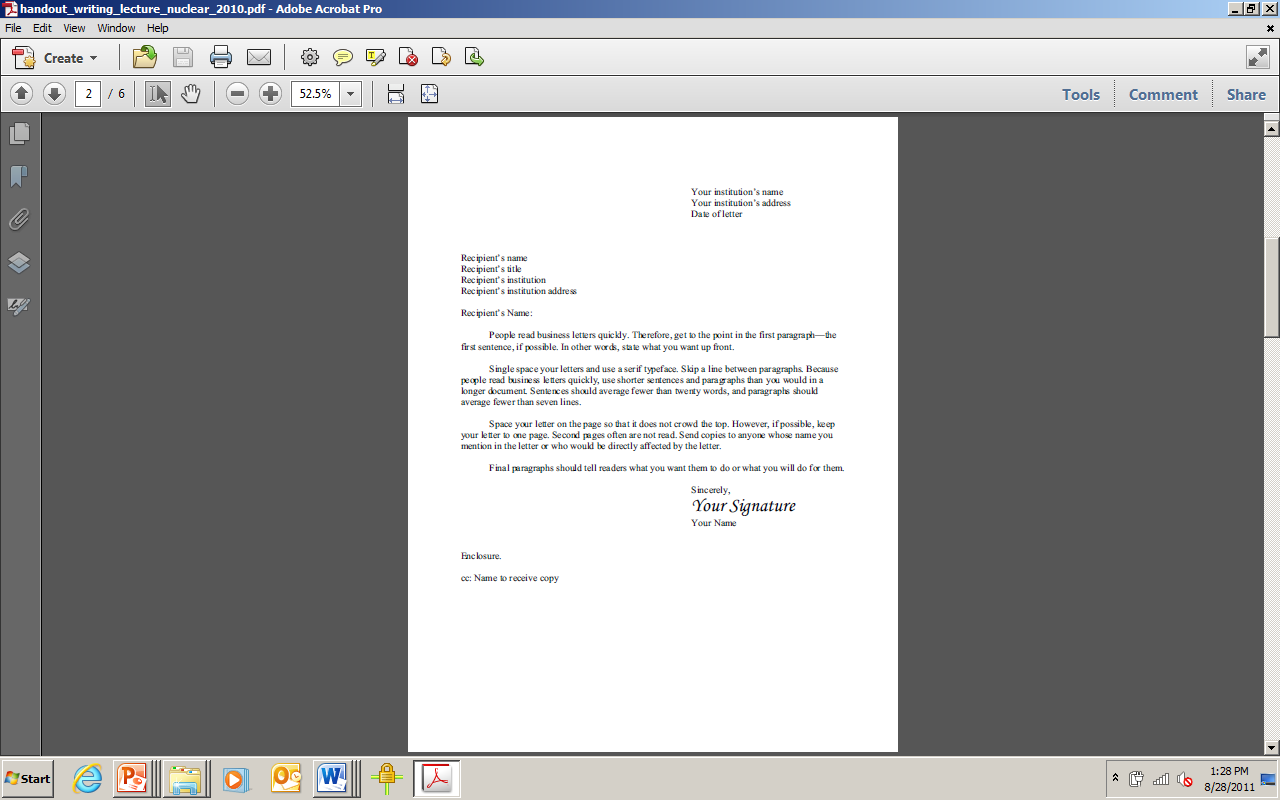 handout_writing_lecture_nuclear_2010.pdf - Adobe Acrobat Pro
File Edit View Window Help
Create
2 / 6 52.5% Tools Comment Share
Your institution's name
Your institution's address
Date of letter
Recipient's name
Recipient's title
Recipient's institution
Recipient's institution address
Recipient's Name:
People read business letters quickly. Therefore, get to the point in the first paragraph—the
first sentence, if possible. In other words, state what you want up front.
Single space your letters and use a serif typeface. Skip a line between paragraphs. Because
people read business letters quickly, use shorter sentences and paragraphs than you would in a
longer document. Sentences should average fewer than twenty words, and paragraphs should
average fewer than seven lines.
Space your letter on the page so that it does not crowd the top. However, if possible, keep
your letter to one page. Second pages often are not read. Send copies to anyone whose name you
mention in the letter or who would be directly affected by the letter.
Final paragraphs should tell readers what you want them to do or what you will do for them.
Sincerely,
Your Signature
Your Name
Enclosure.
cc: Name to receive copy
Start
1:28 PM
8/28/2011